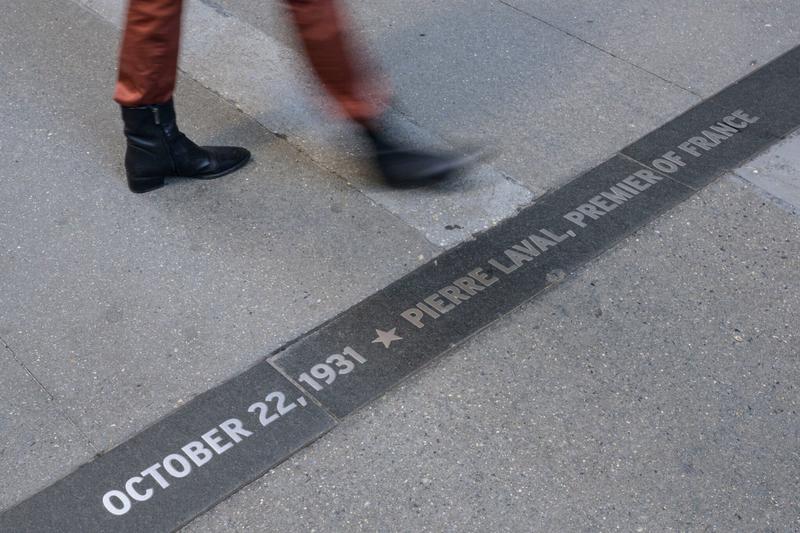 OCTOBER 22, 1931 ★ PIERRE LAVAL, PREMIER OF FRANCE